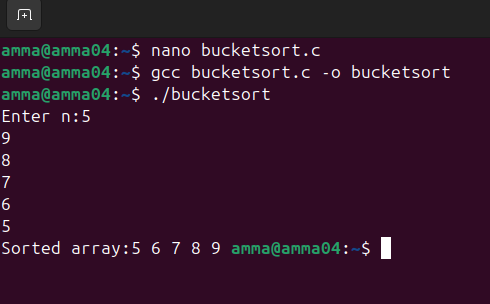 amma@amma04:~$ nano bucketsort.c
amma@amma04:~$ gcc bucketsort.c -o bucketsort
amma@amma04:~$ ./bucketsort
Enter n:5
9
8
7
6
5
Sorted array:5 6 7 8 9 amma@amma04:~$